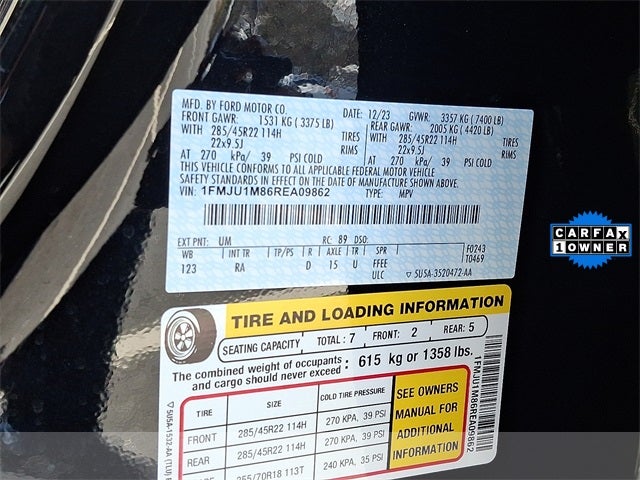 MFD. BY FORD MOTOR CO.
DATE: 12/23 GVWR: 3357 KG (7400 LB)
FRONT GAWR: 1531 KG (3375 LB)
REAR GAWR: 2005 KG (4420 LB)
WITH 285/45R22 114H TIRES
WITH 285/45R22 114H TIRES
22x9.5J RIMS
22x9.5J RIMS
AT 270 kPa/ 39 PSI COLD
AT 270 kPa/ 39 PSI COLD
THIS VEHICLE CONFORMS TO ALL APPLICABLE FEDERAL MOTOR VEHICLE
SAFETY STANDARDS IN EFFECT ON THE DATE OF MANUFACTURE SHOWN ABOVE.
VIN: 1FMJU1M86REA09862 TYPE: MPV
EXT PNT: UM RC: 89 DSO: F0243
WB INT TR TP/PS R AXLE TR SPR T0469
123 RA D 15 U FFEE
ULC ▽ SU5A-3520472-AA
CARFAX
1 OWNER
TIRE AND LOADING INFORMATION
SEATING CAPACITY TOTAL: 7 FRONT: 2 REAR: 5
The combined weight of occupants
and cargo should never exceed : 615 kg or 1358 lbs.
TIRE SIZE COLD TIRE PRESSURE
FRONT 285/45R22 114H 270 KPA, 39 PSI
REAR 285/45R22 114H 270 KPA, 39 PSI
255/70R18 113T 240 KPA, 35 PSI
SEE OWNERS
MANUAL FOR
ADDITIONAL
INFORMATION
1FMJU1M86REA09862
▽ 5U5A-1532-AA (TLU)